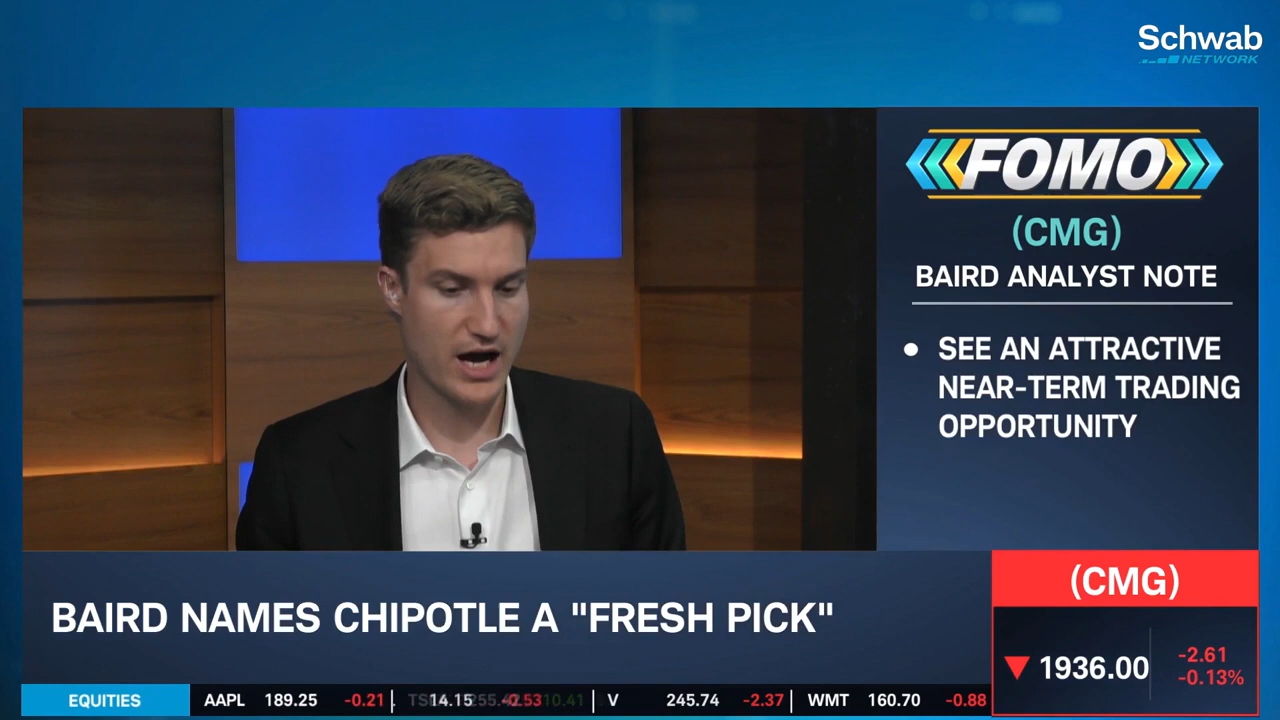 Schwab
NETWORK
FOMO
(CMG)
BAIRD ANALYST NOTE
• SEE AN ATTRACTIVE
NEAR-TERM TRADING
OPPORTUNITY
BAIRD NAMES CHIPOTLE A "FRESH PICK"
(CMG)
▼ 1936.00 -2.61
-0.13%
EQUITIES AAPL 189.25 -0.21 14.15 V 245.74 -2.37 WMT 160.70 -0.88